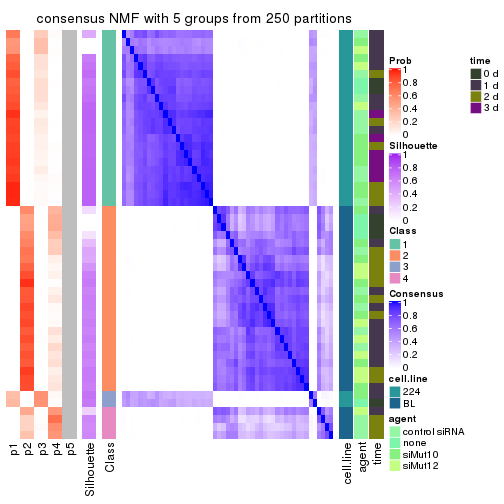 consensus NMF with 5 groups from 250 partitions
Prob
1
0.8
0.6
0.4
0.2
0
time
0 d
1 d
2 d
3 d
Silhouette
1
0.8
0.6
0.4
0.2
0
Class
1
2
3
4
Consensus
1
0.8
0.6
0.4
0.2
0
cell.line
224
BL
agent
control siRNA
none
siMut10
siMut12
p1
p2
p3
p4
p5
Silhouette
Class
cell.line
agent
time